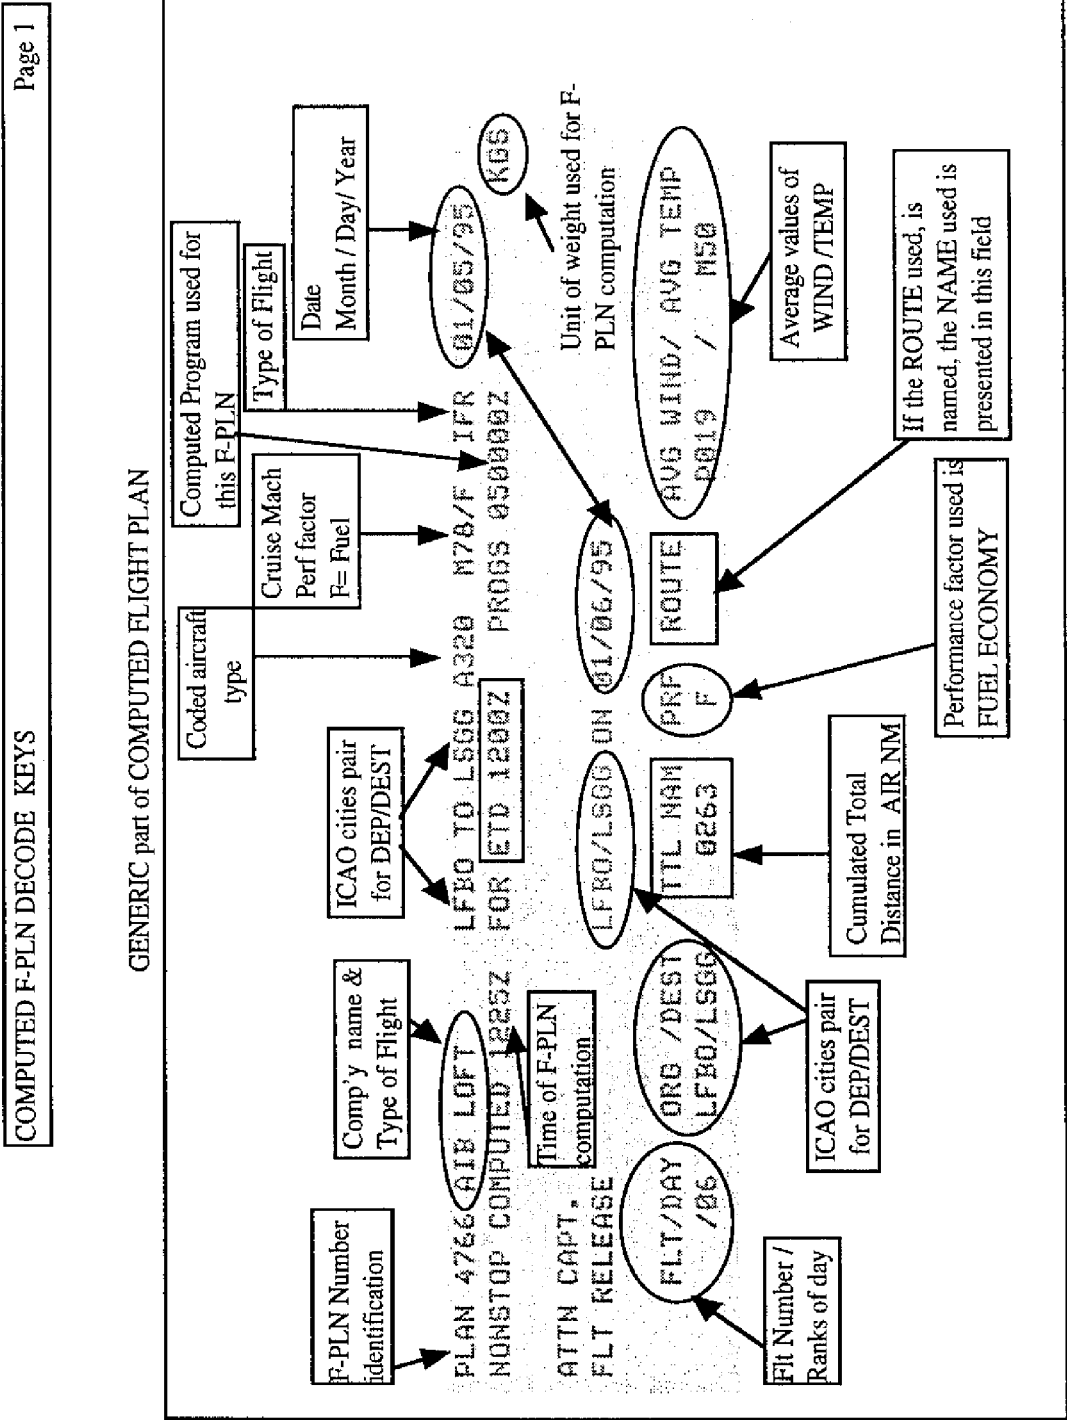 COMPUTED F-PLN DECODE KEYS Page 1
GENERIC part of COMPUTED FLIGHT PLAN
Coded aircraft
type
Cruise Mach
Perf factor
F= Fuel
Computed Program used for
this F-PLN
Type of Flight
Date
Month / Day/ Year
F-PLN Number
identification
Comp'y name &
Type of Flight
ICAO cities pair
for DEP/DEST
PLAN 4766 AIB LOFT LFBO TO LSGG A320 M78/F IFR 01/05/95
NONSTOP COMPUTED 1225Z FOR ETD 1200Z PROGS 050000Z KGS
Time of F-PLN
computation
Unit of weight used for F-
PLN computation
ATTN CAPT.
FLT RELEASE LFBO/LSGG ON 01/06/95
FLT/DAY ORG /DEST TTL NAM PRF ROUTE AVG WIND/ AVG TEMP
/06 LFBO/LSGG 0263 F P019 / M50
Flt Number /
Ranks of day
ICAO cities pair
for DEP/DEST
Cumulated Total
Distance in AIR NM
Performance factor used is
FUEL ECONOMY
Average values of
WIND /TEMP
If the ROUTE used, is
named, the NAME used is
presented in this field